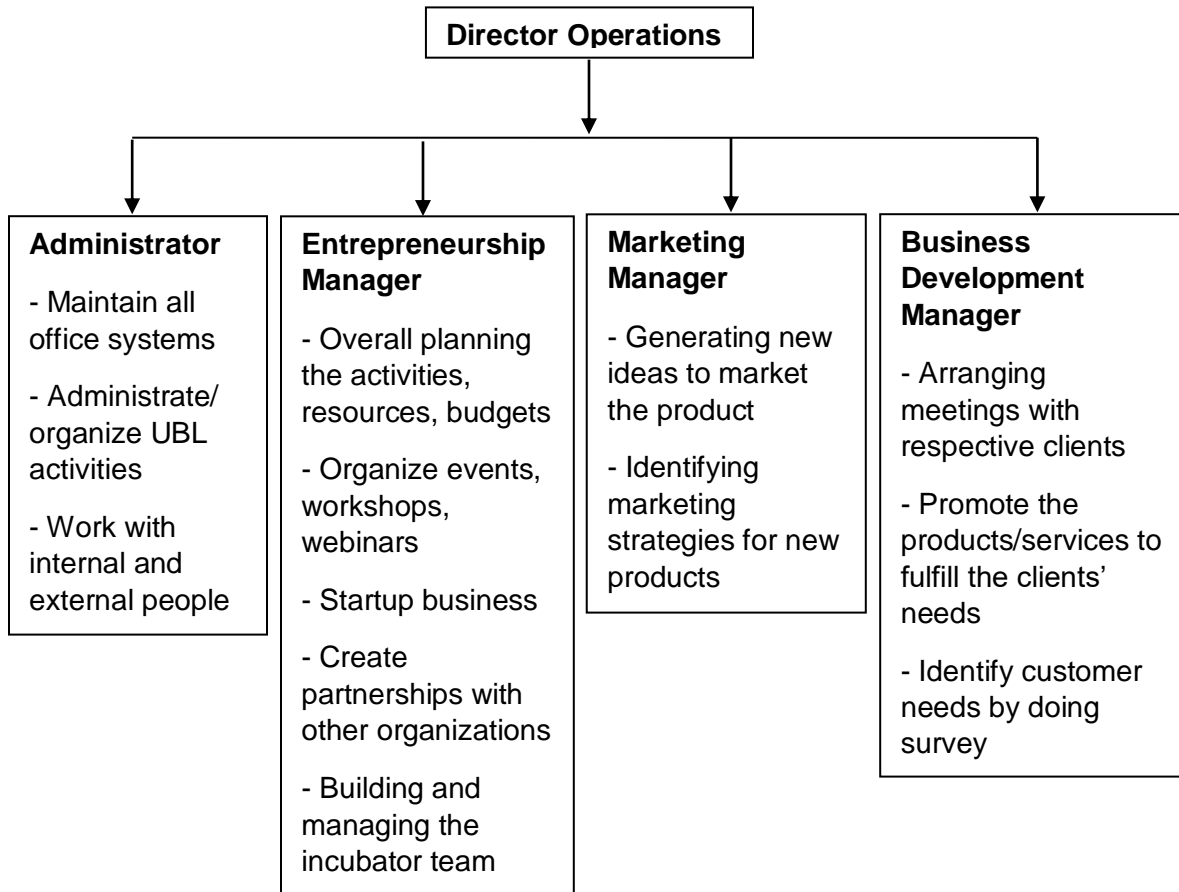 Director Operations
Administrator
- Maintain all
office systems
- Administrate/
organize UBL
activities
- Work with
internal and
external people
Entrepreneurship
Manager
- Overall planning
the activities,
resources, budgets
- Organize events,
workshops,
webinars
- Startup business
- Create
partnerships with
other organizations
- Building and
managing the
incubator team
Marketing
Manager
- Generating new
ideas to market
the product
- Identifying
marketing
strategies for new
products
Business
Development
Manager
- Arranging
meetings with
respective clients
- Promote the
products/services to
fulfill the clients’
needs
- Identify customer
needs by doing
survey